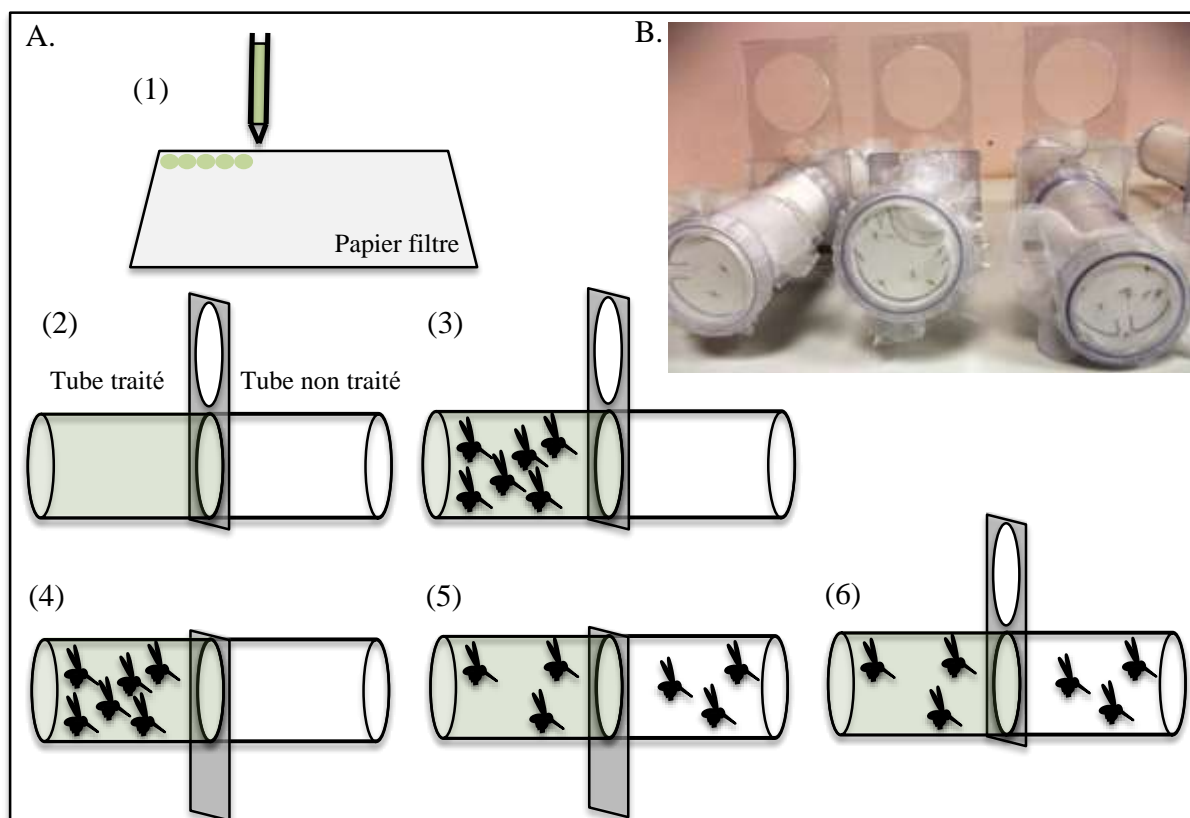 A.
B.
(1)
Papier filtre
(2)
(3)
Tube traité
Tube non traité
(4)
(5)
(6)